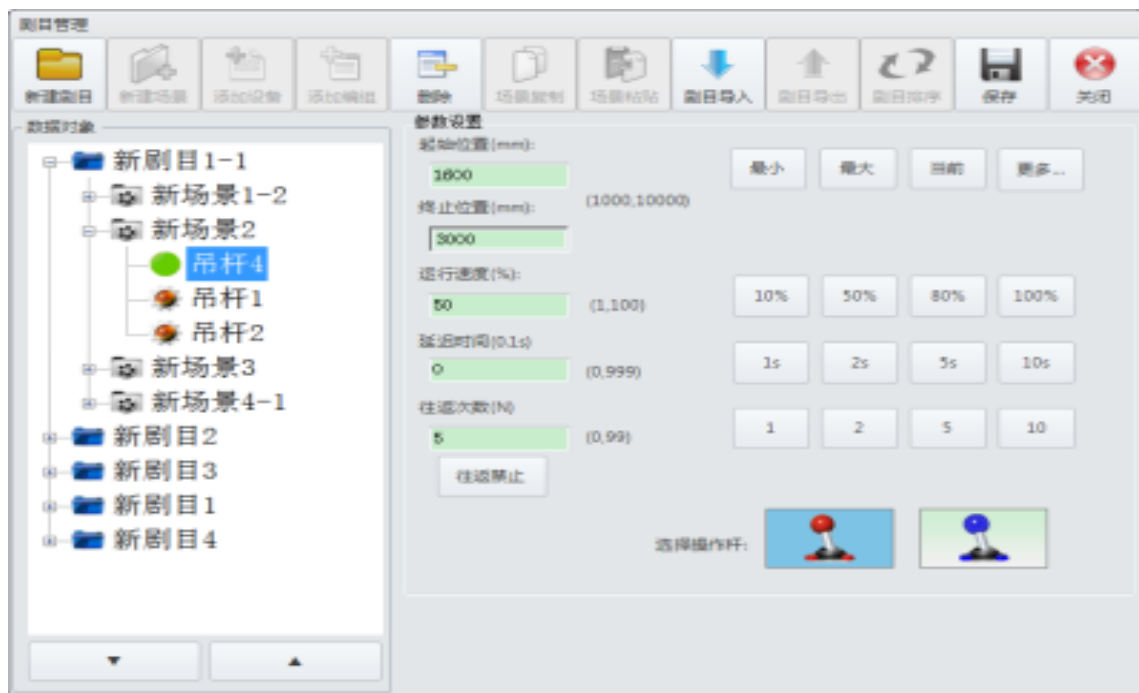 剧目管理
新建剧目 新建场景 添加设备 添加编组 删除 场景复制 场景粘贴 剧目导入 剧目导出 剧目排序 保存 关闭
数据对象
新剧目1-1
新场景1-2
新场景2
吊杆4
吊杆1
吊杆2
新场景3
新场景4-1
新剧目2
新剧目3
新剧目1
新剧目4
参数设置
起始位置(mm):
1600
最小 最大 当前 更多...
(1000,10000)
终止位置(mm):
3000
运行速度(%):
50 (1,100) 10% 50% 80% 100%
延迟时间(0.1s)
0 (0,999) 1s 2s 5s 10s
往返次数(N)
5 (0,99) 1 2 5 10
往返禁止
选择操作杆: